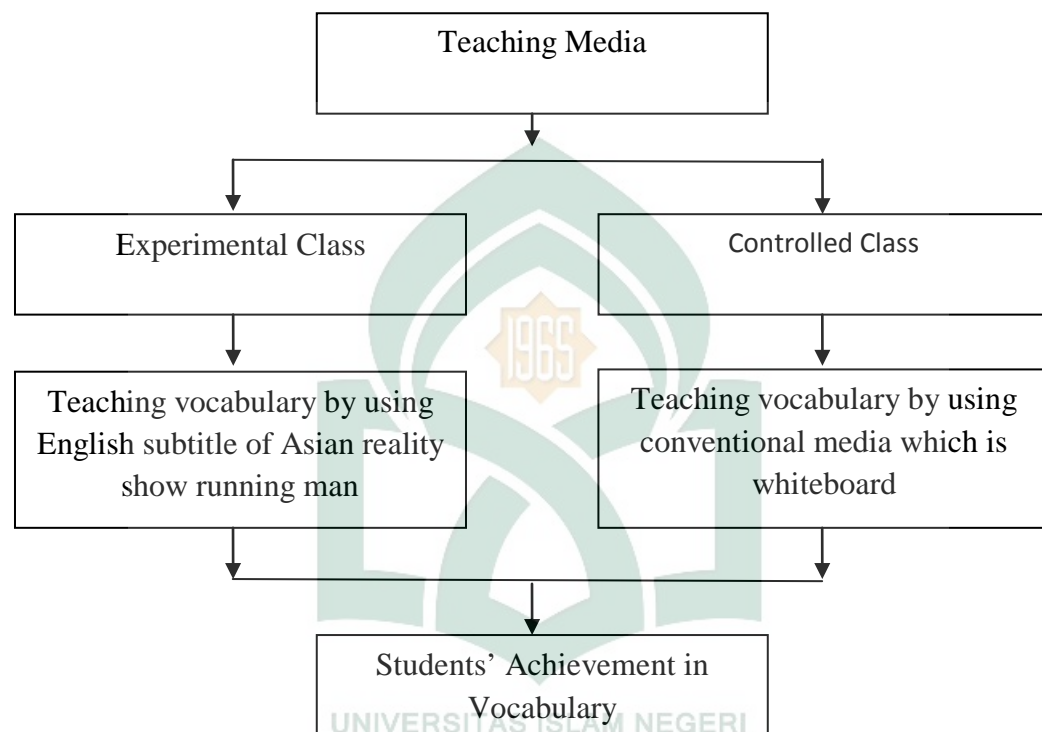 Teaching Media
Experimental Class
Controlled Class
1965
Teaching vocabulary by using
English subtitle of Asian reality
show running man
Teaching vocabulary by using
conventional media which is
whiteboard
Students’ Achievement in
Vocabulary
UNIVERSITAS ISLAM NEGERI